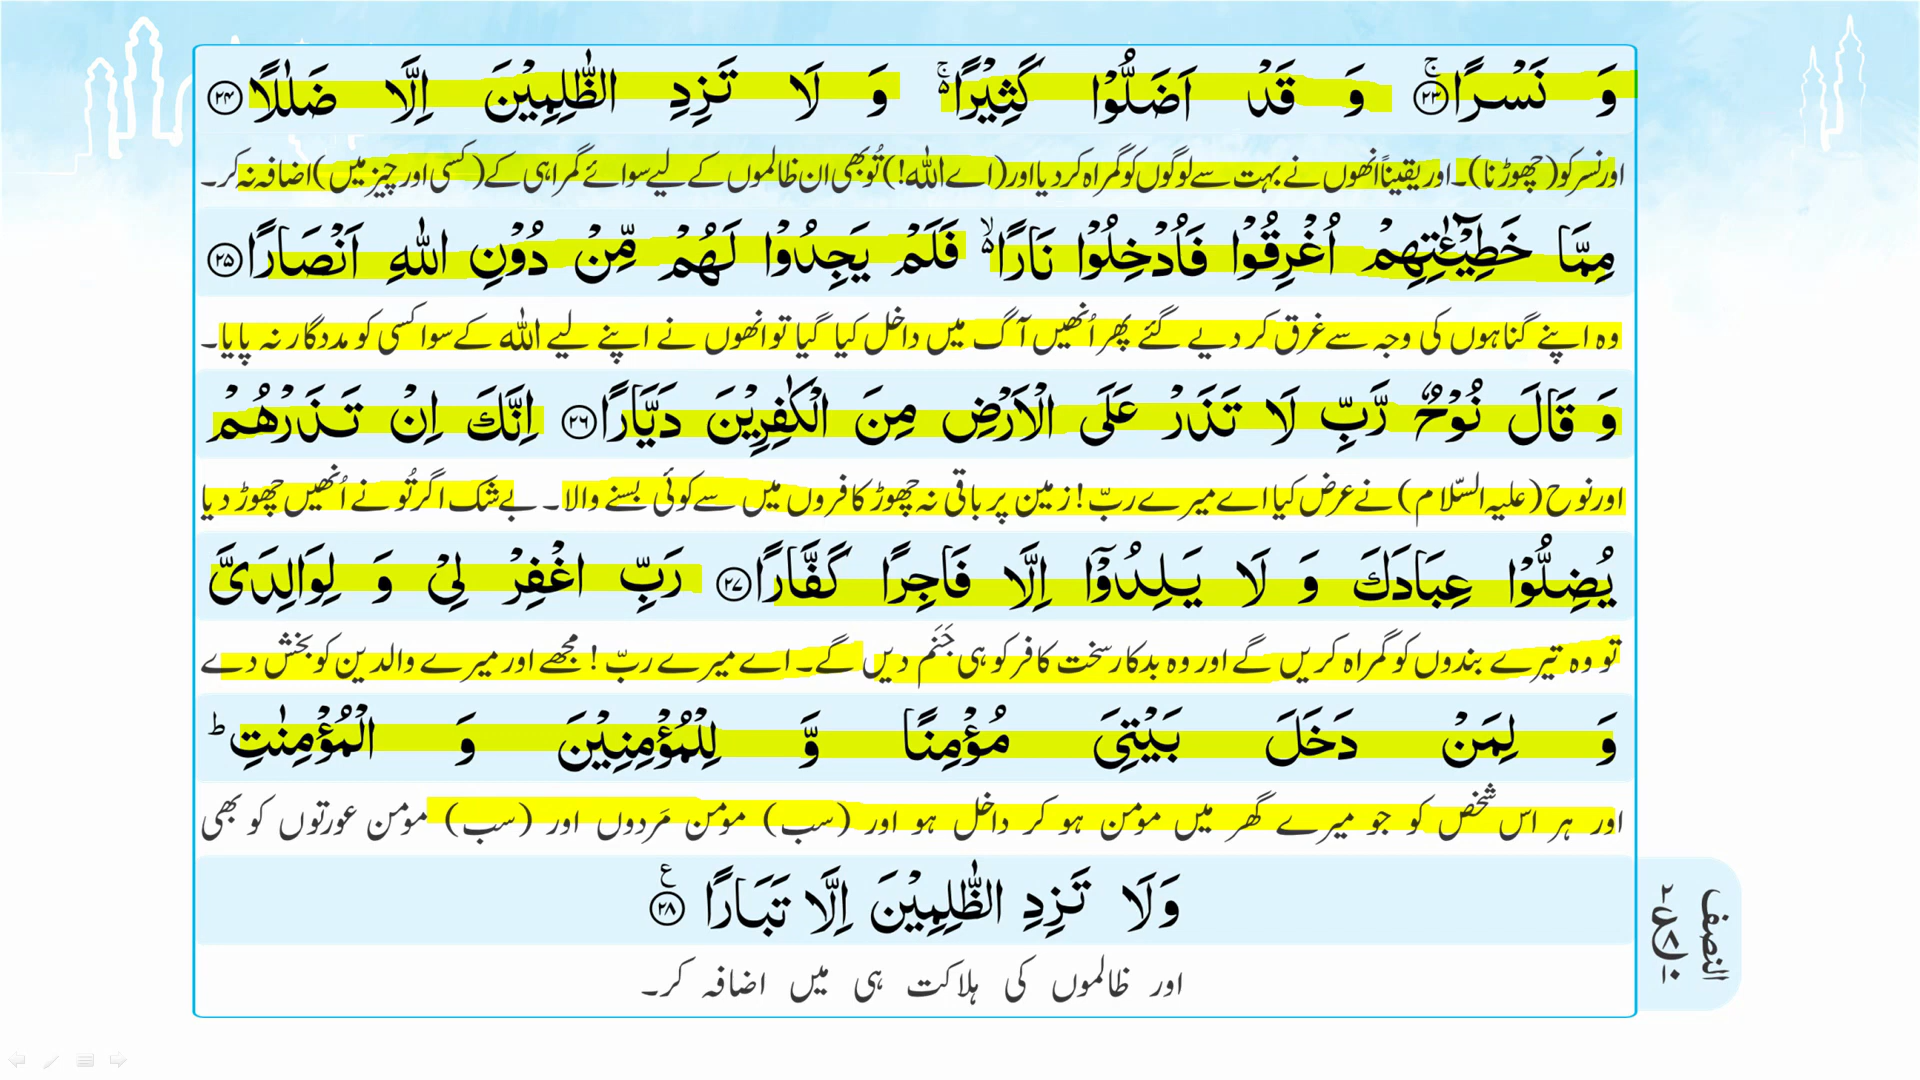 وَ نَسْرًا ۚ﴿۲۳﴾ وَ قَدْ اَضَلُّوْا كَثِيْرًا ۚ۬ وَ لَا تَزِدِ الظّٰلِمِيْنَ اِلَّا ضَلٰلًا ﴿۲۴﴾
اور نسر کو (چھوڑنا)۔ اور یقیناً اُنھوں نے بہت سے لوگوں کو گمراہ کر دیا اور (اے اللہ!) تُو بھی ان ظالموں کے لیے سوائے گمراہی کے (کسی اور چیز میں) اضافہ نہ کر۔
مِمَّا خَطِيْٓـٰٔتِهِمْ اُغْرِقُوْا فَاُدْخِلُوْا نَارًا ۙ۬ فَلَمْ يَجِدُوْا لَهُمْ مِّنْ دُوْنِ اللّٰهِ اَنْصَارًا ﴿۲۵﴾
وہ اپنے گناہوں کی وجہ سے غرق کر دیے گئے پھر اُنھیں آگ میں داخل کیا گیا تو انھوں نے اپنے لیے اللہ کے سوا کسی کو مددگار نہ پایا۔
وَ قَالَ نُوْحٌ رَّبِّ لَا تَذَرْ عَلَى الْاَرْضِ مِنَ الْكٰفِرِيْنَ دَيَّارًا ﴿۲۶﴾ اِنَّكَ اِنْ تَذَرْهُمْ
اور نوح (علیہ السّلام) نے عرض کیا اے میرے ربّ! زمین پر باقی نہ چھوڑ کافروں میں سے کوئی بسنے والا۔ بے شک اگر تُو نے اُنھیں چھوڑ دیا
يُضِلُّوْا عِبَادَكَ وَ لَا يَلِدُوْۤا اِلَّا فَاجِرًا كَفَّارًا ﴿۲۷﴾ رَبِّ اغْفِرْ لِيْ وَ لِوَالِدَيَّ
تو وہ تیرے بندوں کو گمراہ کریں گے اور وہ بدکار سخت کافر کو ہی جَنَم دیں گے۔ اے میرے ربّ! مجھے اور میرے والدین کو بخش دے
وَ لِمَنْ دَخَلَ بَيْتِيَ مُؤْمِنًا وَّ لِلْمُؤْمِنِيْنَ وَ الْمُؤْمِنٰتِ ؕ
اور ہر اس شخص کو جو میرے گھر میں مومن ہو کر داخل ہو اور (سب) مومن مَردوں اور (سب) مومن عورتوں کو بھی
وَلَا تَزِدِ الظّٰلِمِيْنَ اِلَّا تَبَارًا ﴿۲۸﴾ ع
اور ظالموں کی ہلاکت ہی میں اضافہ کر۔
النصف
۲ ع ۸ ۱۰